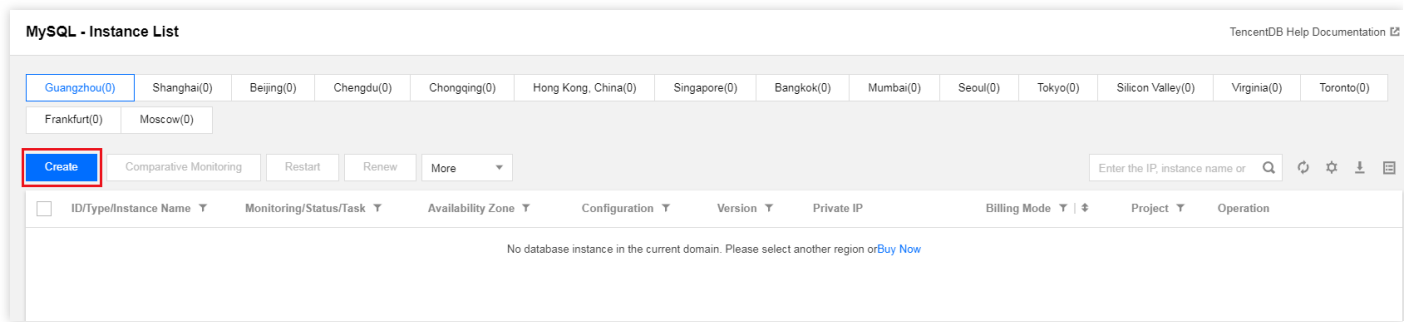 MySQL - Instance List
TencentDB Help Documentation
Guangzhou(0) Shanghai(0) Beijing(0) Chengdu(0) Chongqing(0) Hong Kong, China(0) Singapore(0) Bangkok(0) Mumbai(0) Seoul(0) Tokyo(0) Silicon Valley(0) Virginia(0) Toronto(0)
Frankfurt(0) Moscow(0)
Create Comparative Monitoring Restart Renew More Enter the IP, instance name or
ID/Type/Instance Name Monitoring/Status/Task Availability Zone Configuration Version Private IP Billing Mode Project Operation
No database instance in the current domain. Please select another region orBuy Now